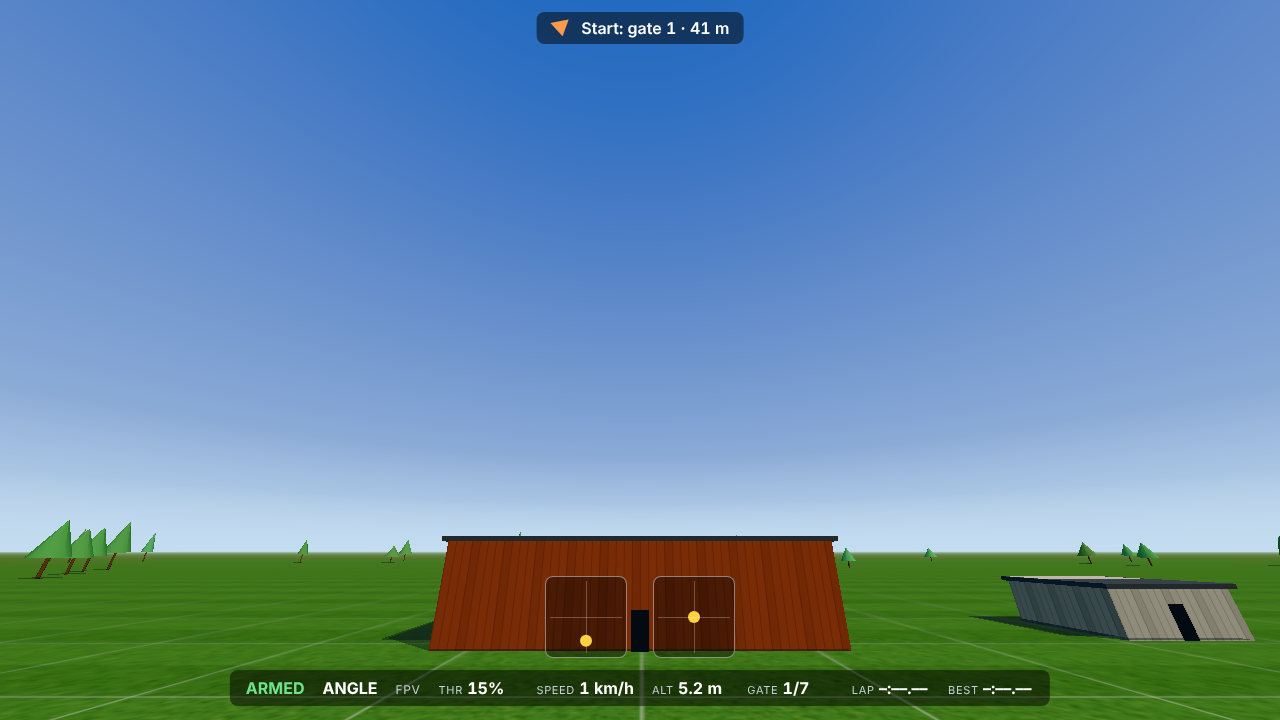 Start: gate 1 · 41 m
ARMED ANGLE FPV THR 15% SPEED 1 km/h ALT 5.2 m GATE 1/7 LAP –:––.–– BEST –:––.––